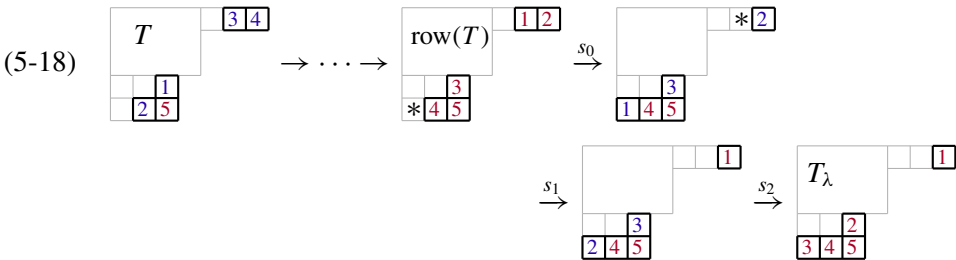 (5-18) T 3 4 → ⋯ → row(T) 1 2 s₀ → * 2
1 3 3
2 5 * 4 5 1 4 5
s₁ → 1 s₂ → T_λ 1
3 2
2 4 5 3 4 5